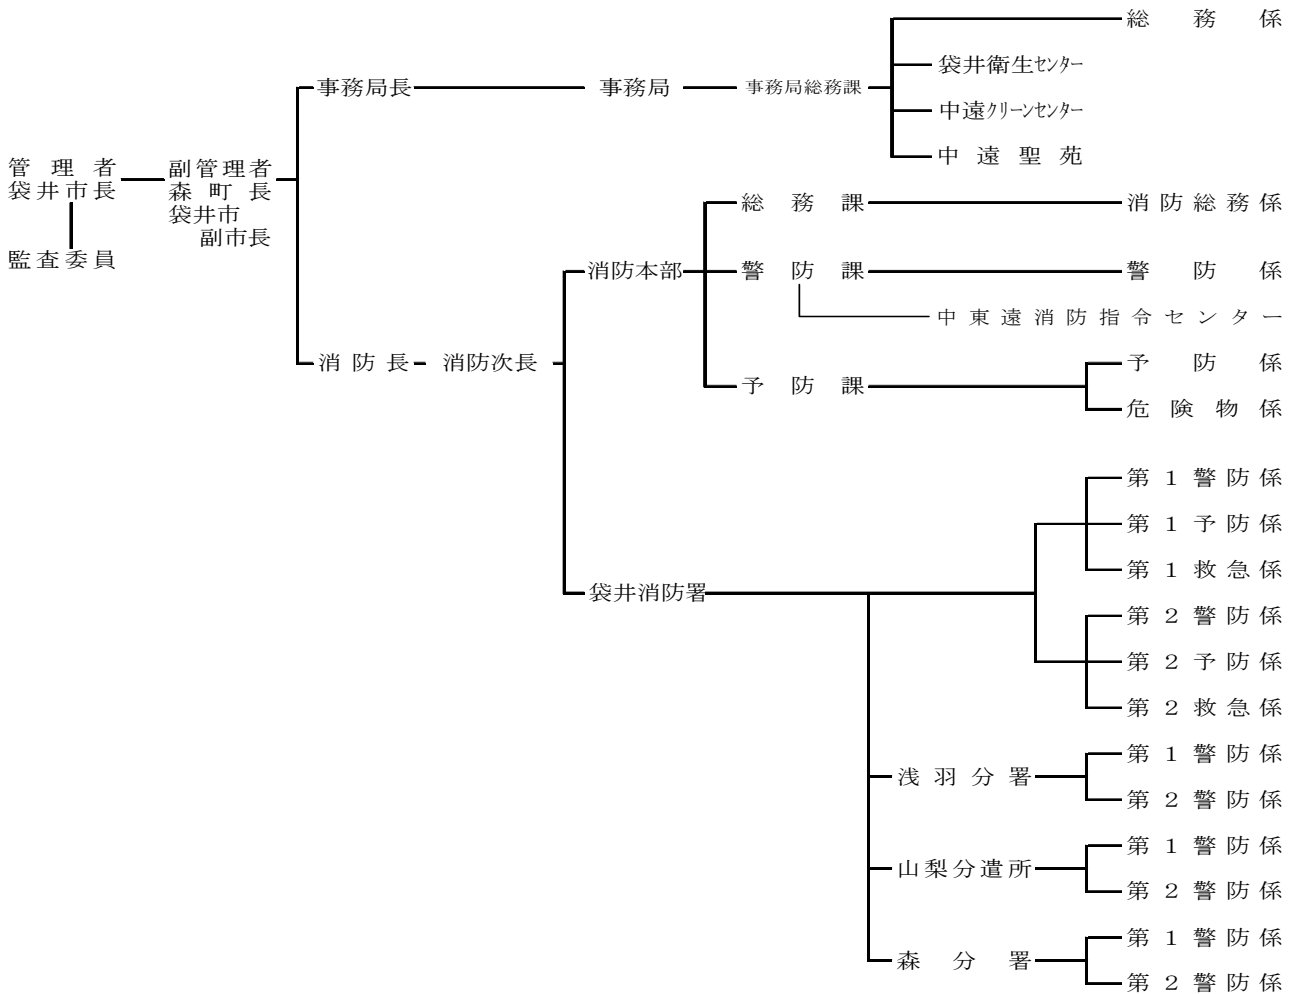 総務係
袋井衛生センター
事務局長 事務局 事務局総務課
中遠クリーンセンター
中遠聖苑
管理者
袋井市長
副管理者
森町長
袋井市
副市長
監査委員
総務課 消防総務係
消防本部 警防課 警防係
中東遠消防指令センター
消防長 消防次長
予防課
予防係
危険物係
第1警防係
第1予防係
第1救急係
袋井消防署
第2警防係
第2予防係
第2救急係
浅羽分署
第1警防係
第2警防係
山梨分遣所
第1警防係
第2警防係
森分署
第1警防係
第2警防係